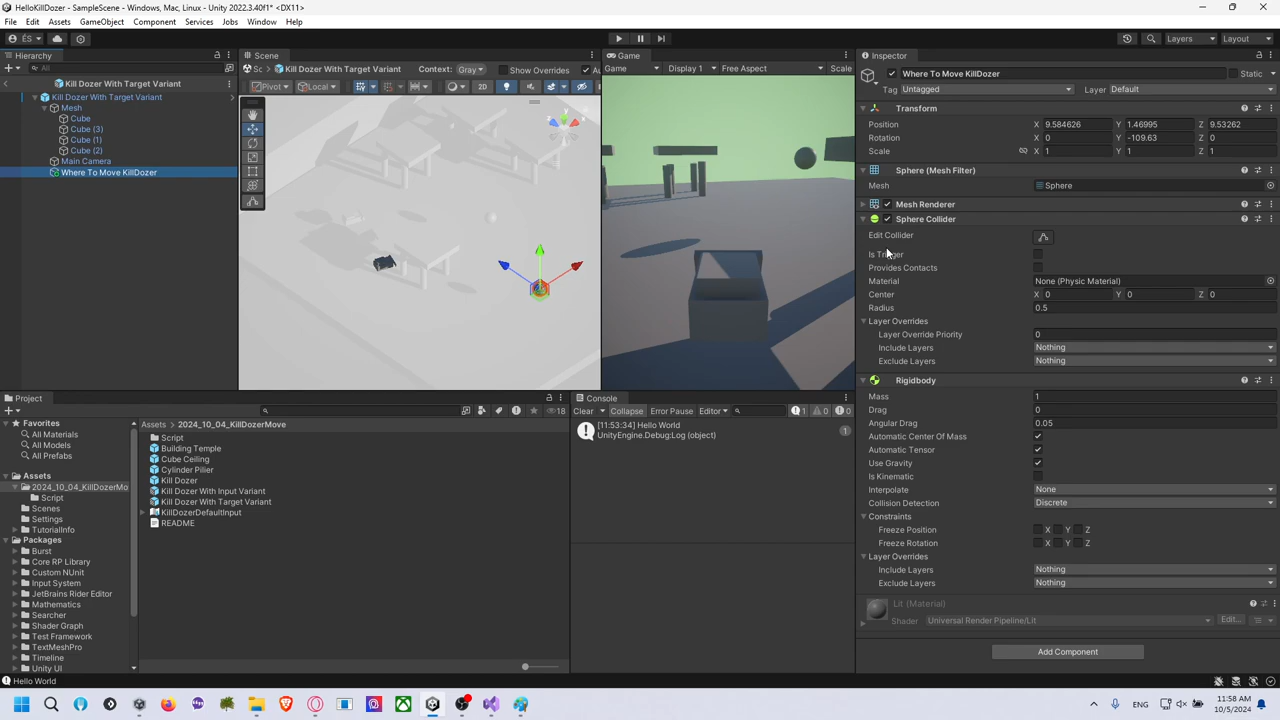 HelloKillDozer - SampleScene - Windows, Mac, Linux - Unity 2022.3.40f1* <DX11>
File Edit Assets GameObject Component Services Jobs Window Help
ÉS Layers Layout
Hierarchy
All
Kill Dozer With Target Variant
Kill Dozer With Target Variant
Mesh
Cube
Cube (3)
Cube (1)
Cube (2)
Main Camera
Where To Move KillDozer
Scene
Sc Kill Dozer With Target Variant Context: Gray Show Overrides
Pivot Local 2D
Game
Game Display 1 Free Aspect Scale
Inspector
Where To Move KillDozer Static
Tag Untagged Layer Default
Transform
Position X 9.584626 Y 1.46995 Z 9.53262
Rotation X 0 Y -109.63 Z 0
Scale X 1 Y 1 Z 1
Sphere (Mesh Filter)
Mesh Sphere
Mesh Renderer
Sphere Collider
Edit Collider
Is Trigger
Provides Contacts
Material None (Physic Material)
Center X 0 Y 0 Z 0
Radius 0.5
Layer Overrides
Layer Override Priority 0
Include Layers Nothing
Exclude Layers Nothing
Rigidbody
Mass 1
Drag 0
Angular Drag 0.05
Automatic Center Of Mass
Automatic Tensor
Use Gravity
Is Kinematic
Interpolate None
Collision Detection Discrete
Constraints
Freeze Position X Y Z
Freeze Rotation X Y Z
Layer Overrides
Include Layers Nothing
Exclude Layers Nothing
Lit (Material)
Shader Universal Render Pipeline/Lit Edit...
Add Component
Project
18
Favorites
All Materials
All Models
All Prefabs
Assets
2024_10_04_KillDozerMo
Script
Scenes
Settings
TutorialInfo
Packages
Burst
Core RP Library
Custom NUnit
Input System
JetBrains Rider Editor
Mathematics
Searcher
Shader Graph
Test Framework
TextMeshPro
Timeline
Unity UI
Assets 2024_10_04_KillDozerMove
Script
Building Temple
Cube Ceiling
Cylinder Pilier
Kill Dozer
Kill Dozer With Input Variant
Kill Dozer With Target Variant
KillDozerDefaultInput
README
Console
Clear Collapse Error Pause Editor 1 0 0
[11:53:34] Hello World
UnityEngine.Debug:Log (object)
1
Hello World
11:58 AM
10/5/2024